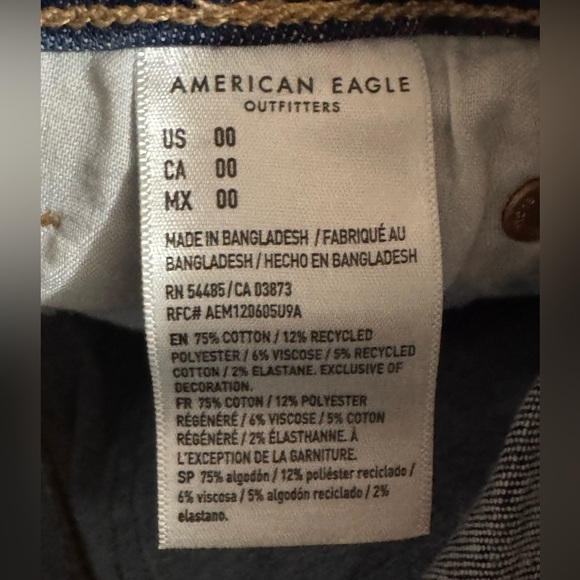 AMERICAN EAGLE
OUTFITTERS
US 00
CA 00
MX 00
MADE IN BANGLADESH / FABRIQUÉ AU
BANGLADESH / HECHO EN BANGLADESH
RN 54485 / CA 03873
RFC# AEM120605U9A
EN 75% COTTON / 12% RECYCLED
POLYESTER / 6% VISCOSE / 5% RECYCLED
COTTON / 2% ELASTANE. EXCLUSIVE OF
DECORATION.
FR 75% COTON / 12% POLYESTER
RÉGÉNÉRÉ / 6% VISCOSE / 5% COTON
RÉGÉNÉRÉ / 2% ÉLASTHANNE. À
L'EXCEPTION DE LA GARNITURE.
SP 75% algodón / 12% poliéster reciclado /
6% viscosa / 5% algodón reciclado / 2%
elastano.